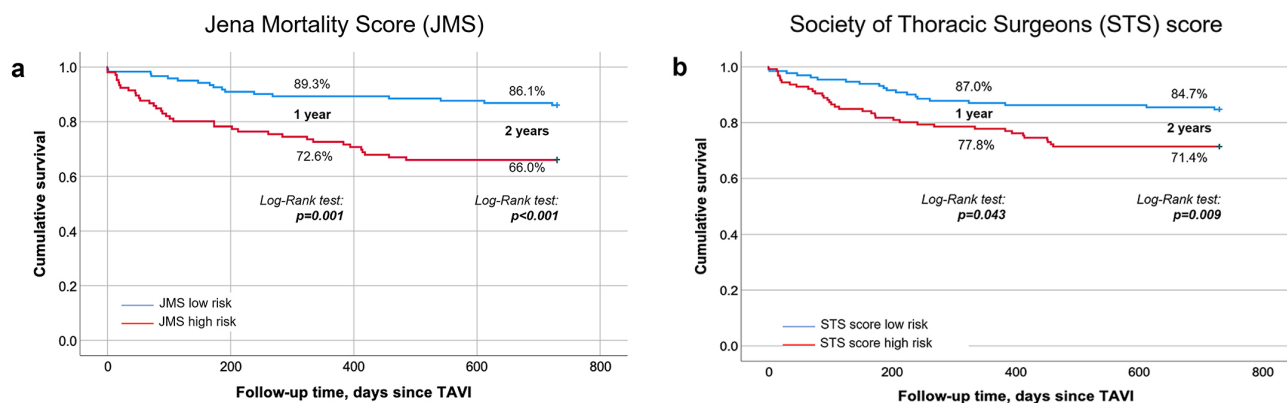 Jena Mortality Score (JMS)
a
1.0
0.8
0.6
0.4
0.2
0.0
Cumulative survival
89.3%
86.1%
1 year
2 years
72.6%
66.0%
Log-Rank test:
p=0.001
Log-Rank test:
p<0.001
JMS low risk
JMS high risk
0
200
400
600
800
Follow-up time, days since TAVI
Society of Thoracic Surgeons (STS) score
b
1.0
0.8
0.6
0.4
0.2
0.0
Cumulative survival
87.0%
84.7%
1 year
2 years
77.8%
71.4%
Log-Rank test:
p=0.043
Log-Rank test:
p=0.009
STS score low risk
STS score high risk
0
200
400
600
800
Follow-up time, days since TAVI